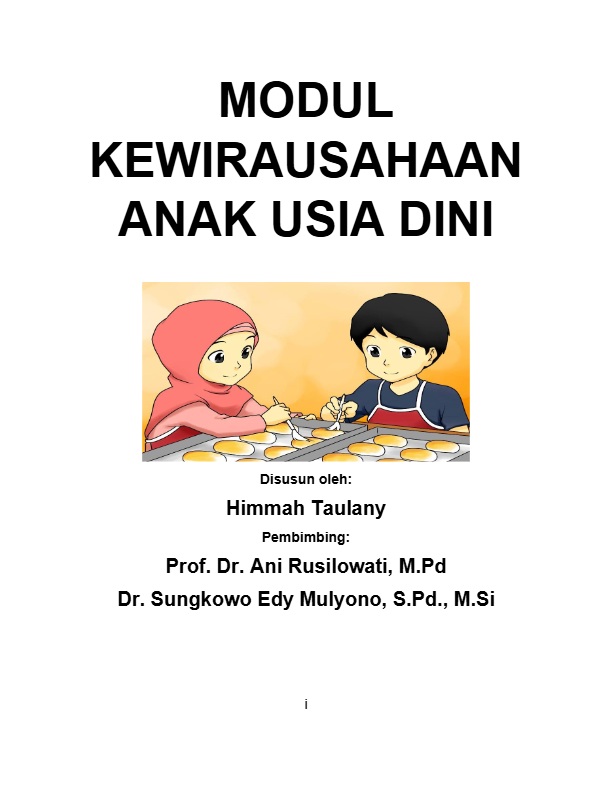 MODUL
KEWIRAUSAHAAN
ANAK USIA DINI
Disusun oleh:
Himmah Taulany
Pembimbing:
Prof. Dr. Ani Rusilowati, M.Pd
Dr. Sungkowo Edy Mulyono, S.Pd., M.Si
i